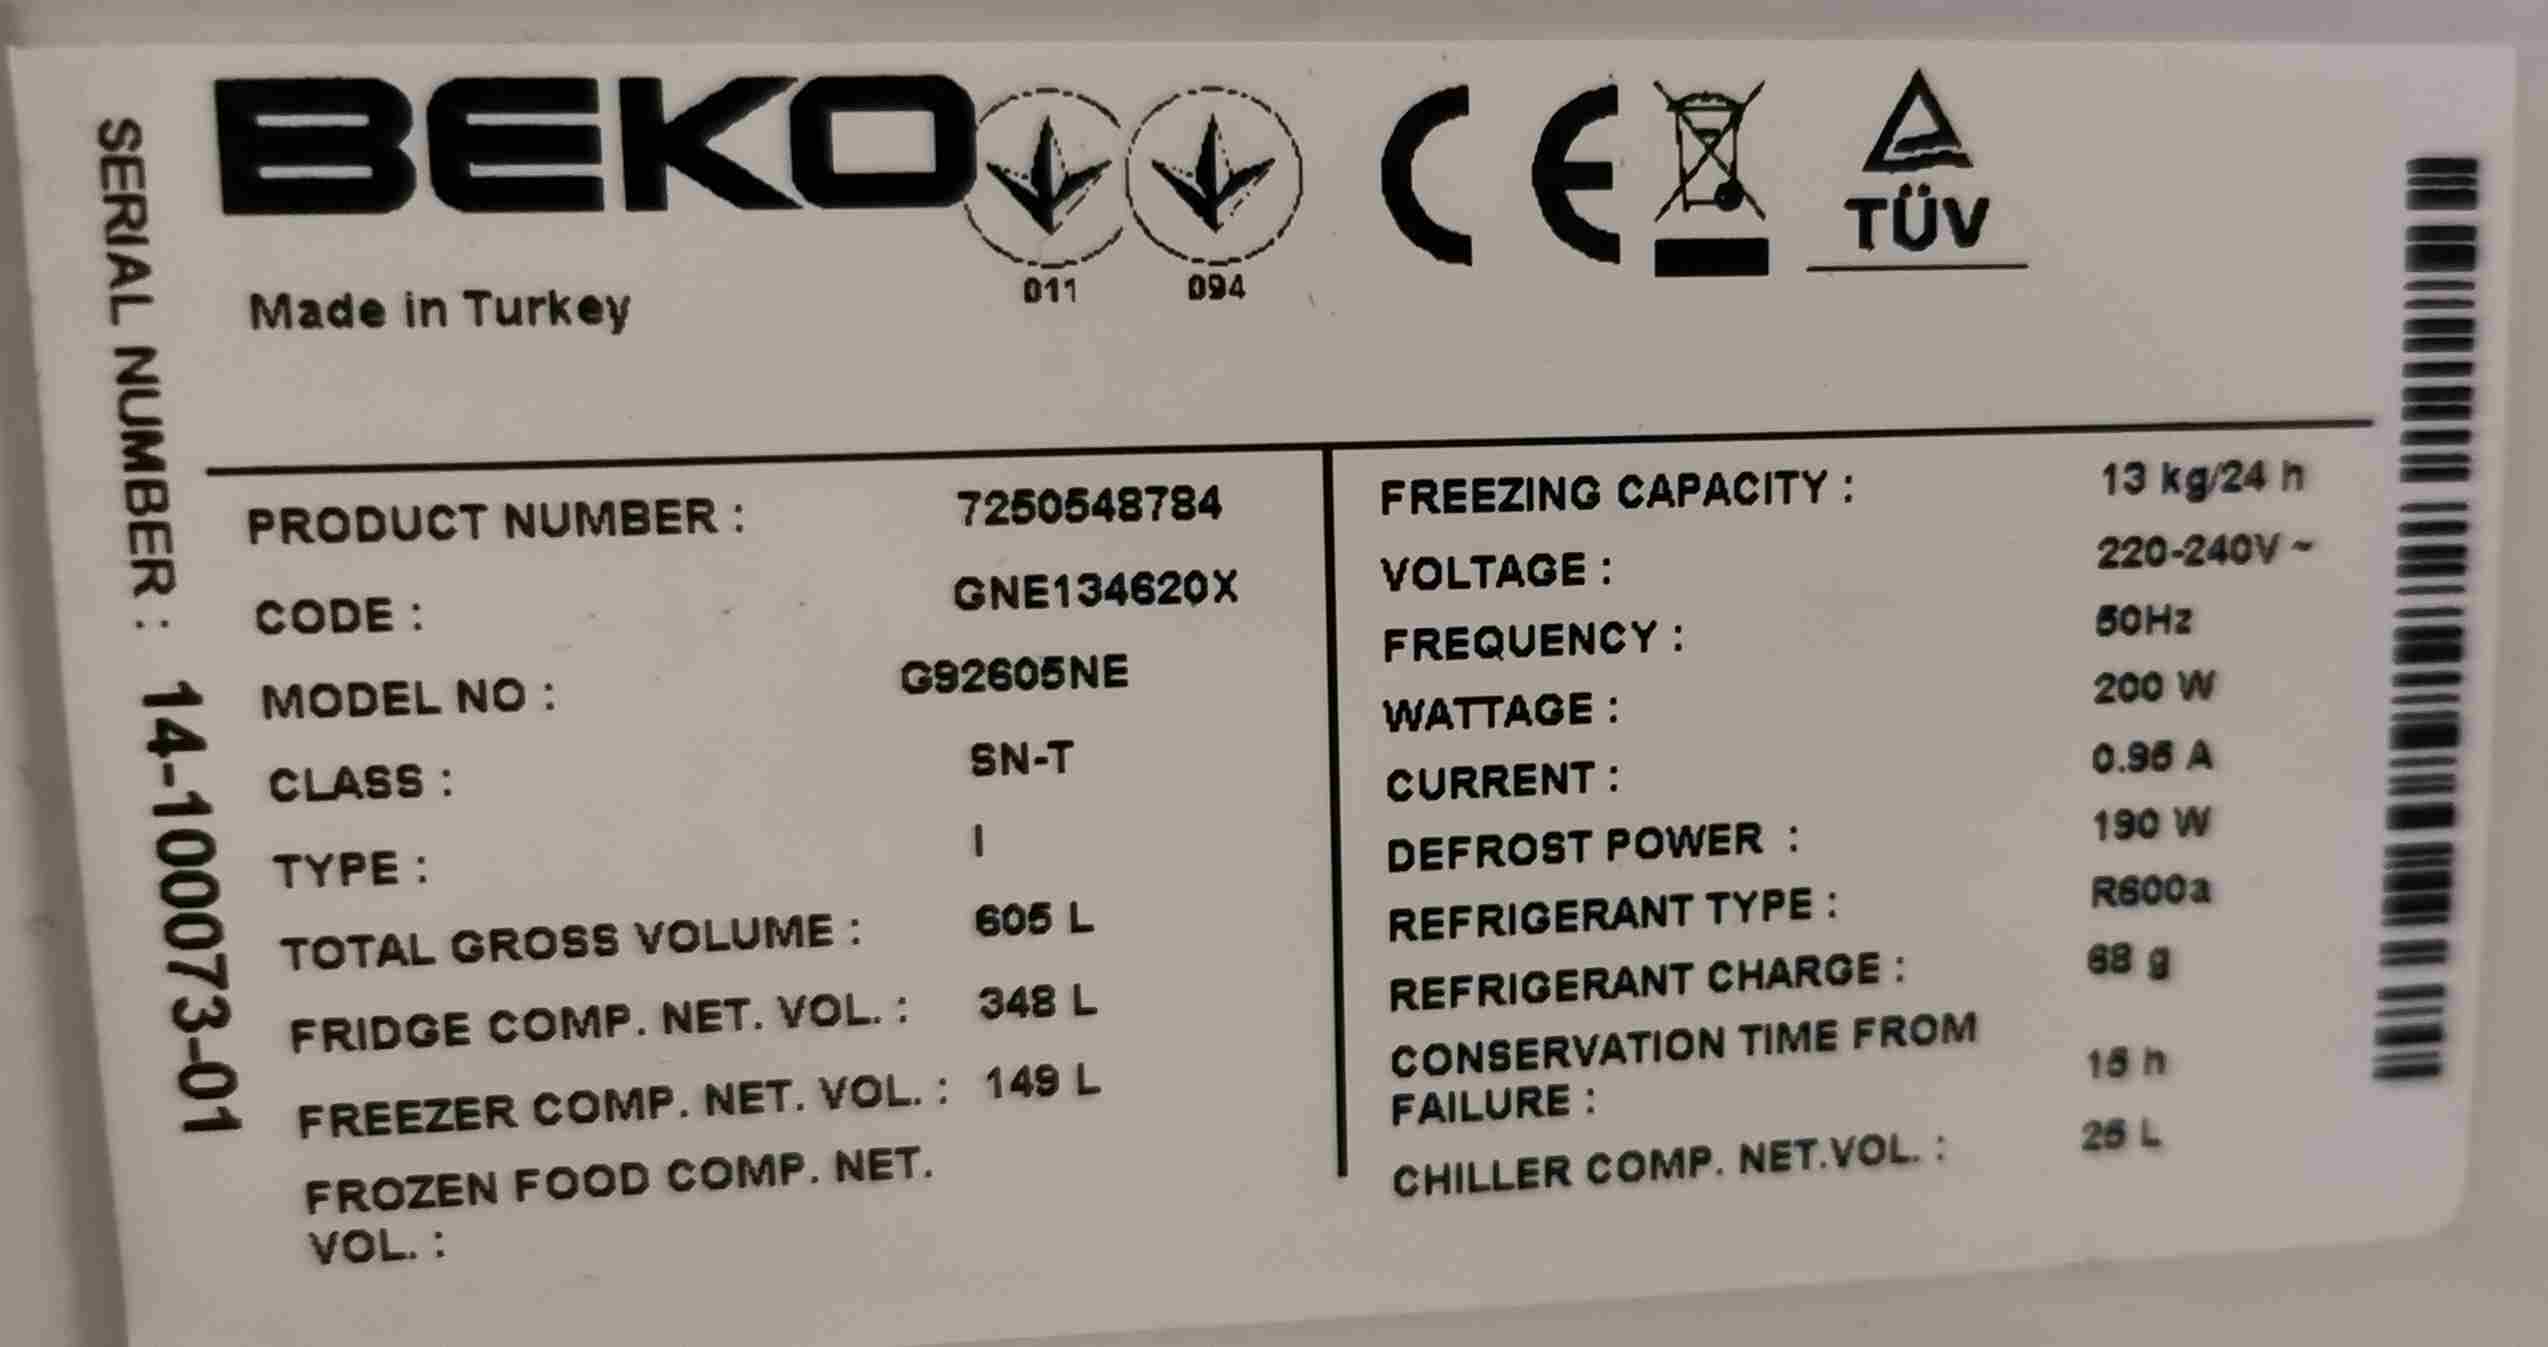 BEKO
011
094
CE
TÜV
Made in Turkey
SERIAL NUMBER : 14-100073-01
PRODUCT NUMBER : 7250548784
CODE : GNE134620X
MODEL NO : G92605NE
CLASS : SN-T
TYPE : I
TOTAL GROSS VOLUME : 605 L
FRIDGE COMP. NET. VOL. : 348 L
FREEZER COMP. NET. VOL. : 149 L
FROZEN FOOD COMP. NET.
VOL. :
FREEZING CAPACITY : 13 kg/24 h
VOLTAGE : 220-240V ~
FREQUENCY : 50Hz
WATTAGE : 200 W
CURRENT : 0.95 A
DEFROST POWER : 190 W
REFRIGERANT TYPE : R600a
REFRIGERANT CHARGE : 68 g
CONSERVATION TIME FROM
FAILURE : 15 h
CHILLER COMP. NET.VOL. : 25 L